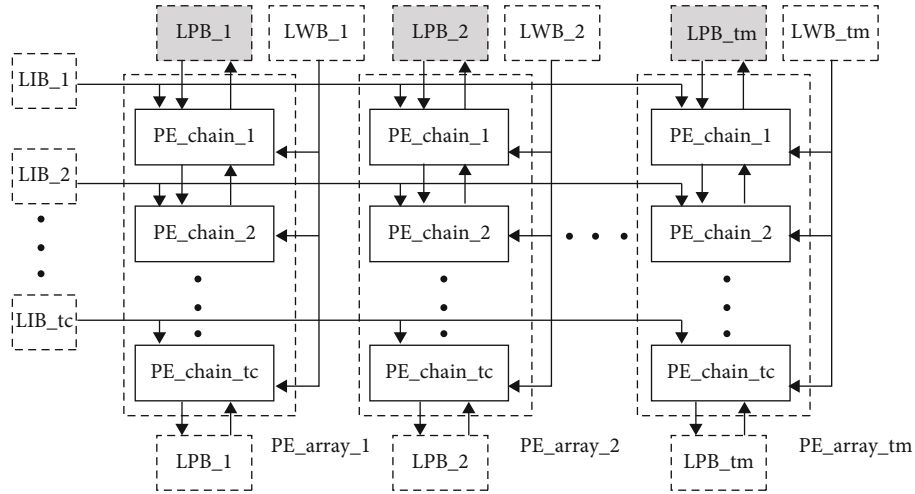 LPB_1 LWB_1 LPB_2 LWB_2 LPB_tm LWB_tm
LIB_1
PE_chain_1 PE_chain_1 PE_chain_1
LIB_2
PE_chain_2 PE_chain_2 PE_chain_2
LIB_tc
PE_chain_tc PE_chain_tc PE_chain_tc
PE_array_1 PE_array_2 PE_array_tm
LPB_1 LPB_2 LPB_tm